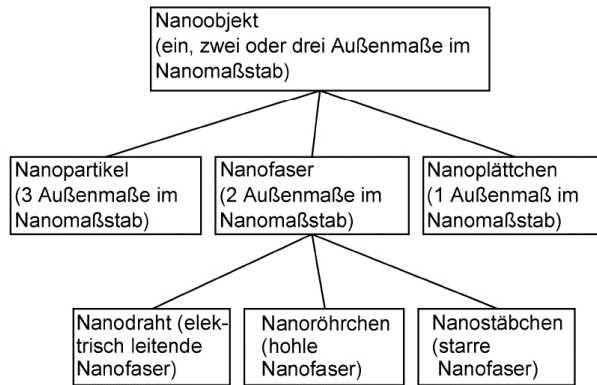 Nanoobjekt
(ein, zwei oder drei Außenmaße im
Nanomaßstab)
Nanopartikel
(3 Außenmaße im
Nanomaßstab)
Nanofaser
(2 Außenmaße im
Nanomaßstab)
Nanoplättchen
(1 Außenmaß im
Nanomaßstab)
Nanodraht (elek-
trisch leitende
Nanofaser)
Nanoröhrchen
(hohle
Nanofaser)
Nanostäbchen
(starre
Nanofaser)